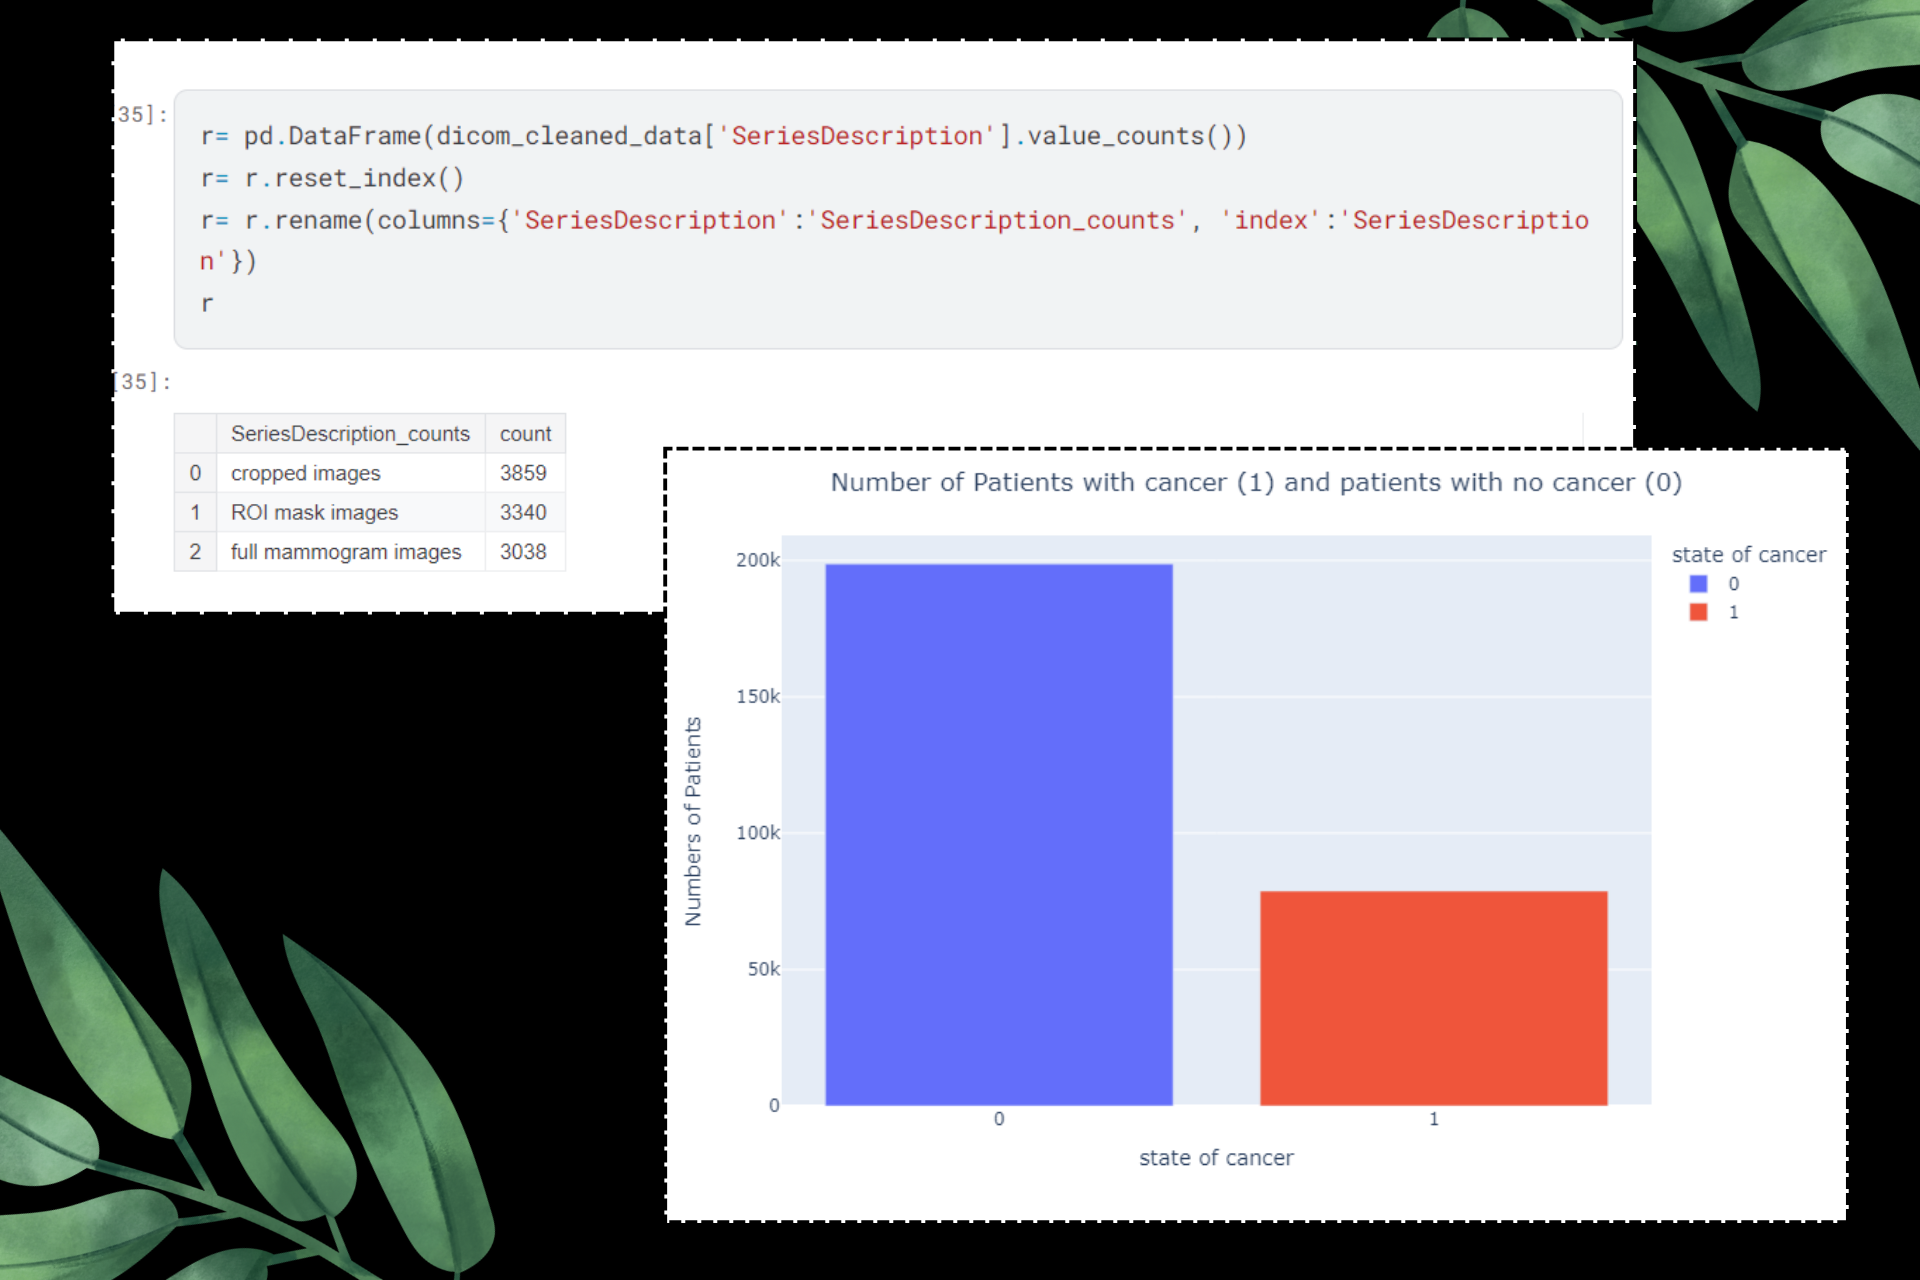 35]:
r= pd.DataFrame(dicom_cleaned_data['SeriesDescription'].value_counts())
r= r.reset_index()
r= r.rename(columns={'SeriesDescription':'SeriesDescription_counts', 'index':'SeriesDescriptio
n'})
r
[35]:
SeriesDescription_counts count
0 cropped images 3859
1 ROI mask images 3340
2 full mammogram images 3038
Number of Patients with cancer (1) and patients with no cancer (0)
state of cancer
0
1
200k
150k
100k
50k
0
Numbers of Patients
0 1
state of cancer